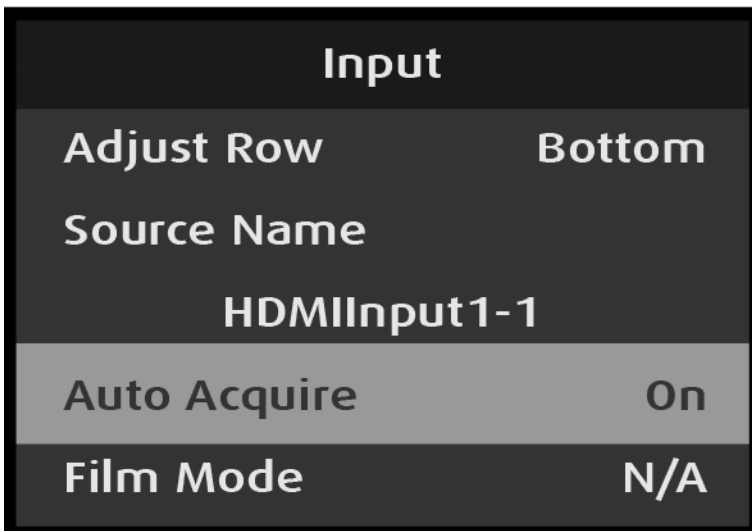 Input
Adjust Row Bottom
Source Name
HDMIInput1-1
Auto Acquire On
Film Mode N/A